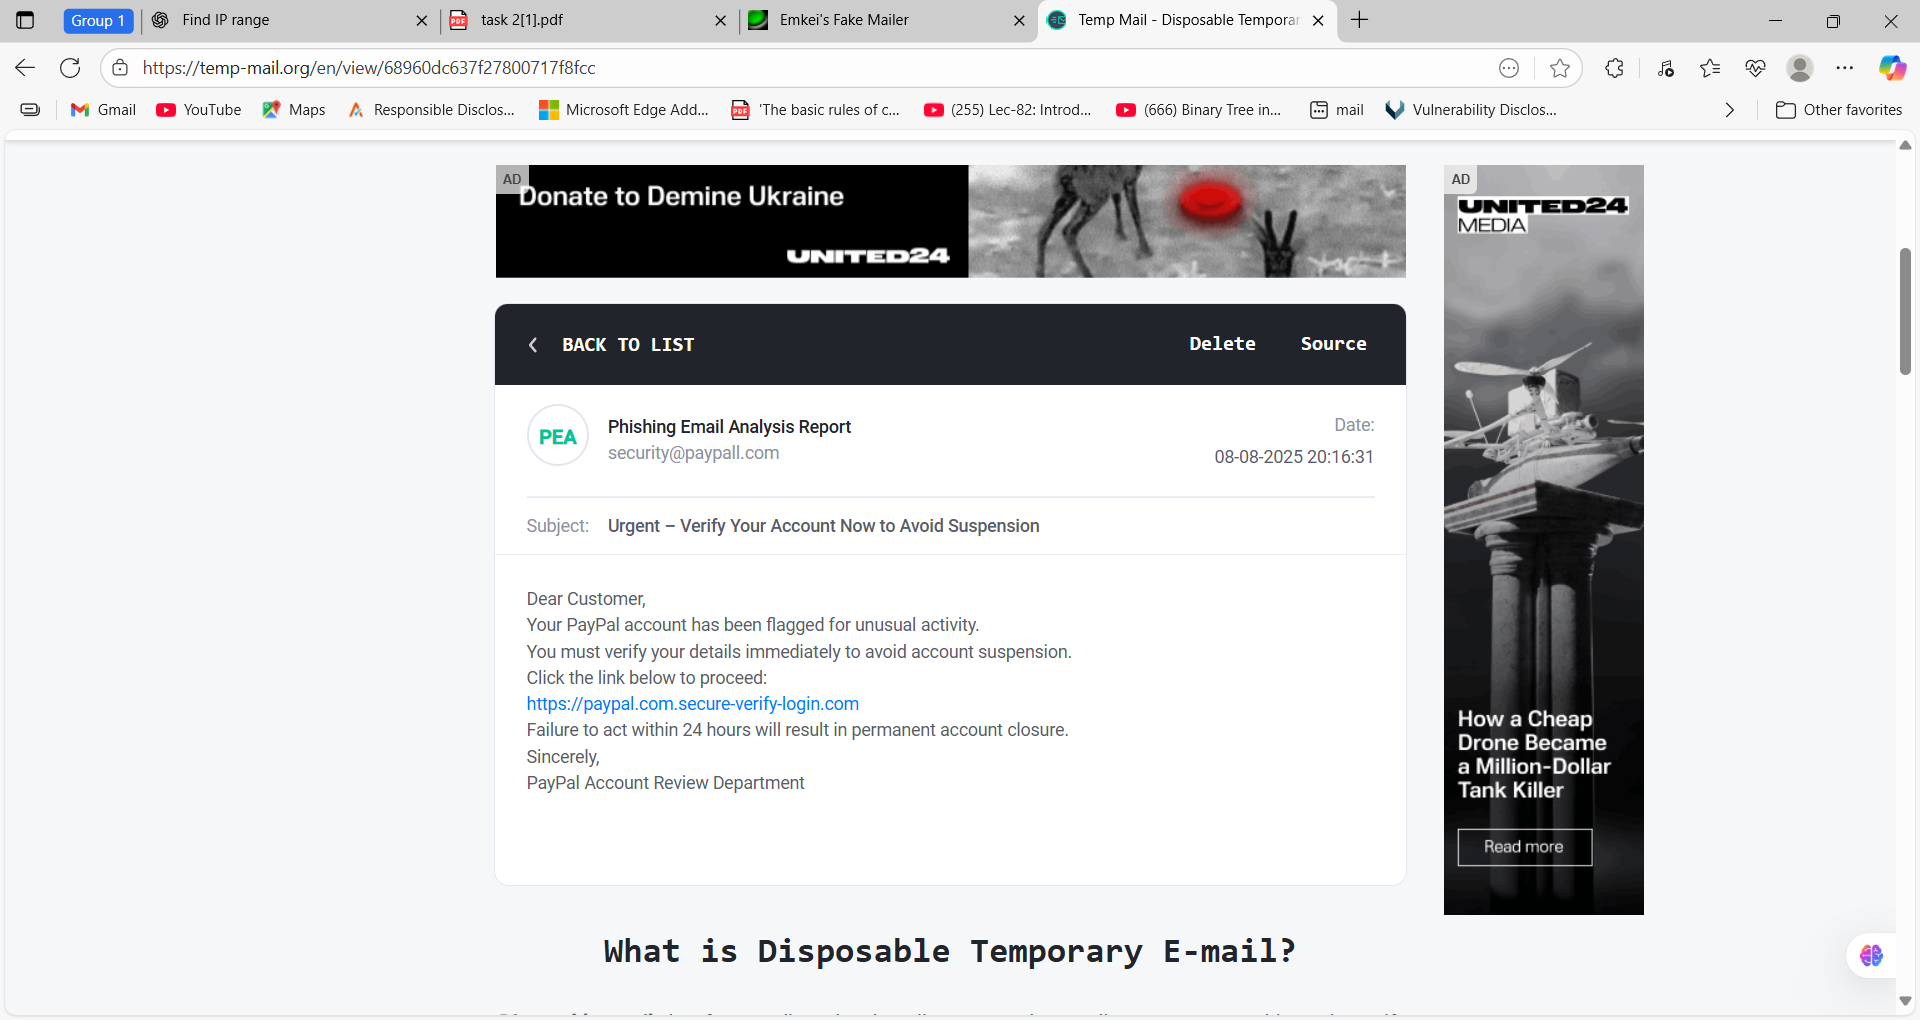 Group 1
Find IP range
task 2[1].pdf
Emkei's Fake Mailer
Temp Mail - Disposable Temporar
https://temp-mail.org/en/view/68960dc637f27800717f8fcc
Gmail
YouTube
Maps
Responsible Disclos...
Microsoft Edge Add...
'The basic rules of c...
(255) Lec-82: Introd...
(666) Binary Tree in...
mail
Vulnerability Disclos...
Other favorites
AD
Donate to Demine Ukraine
UNITED24
AD
UNITED24
MEDIA
BACK TO LIST
Delete
Source
PEA
Phishing Email Analysis Report
security@paypall.com
Date:
08-08-2025 20:16:31
Subject: Urgent – Verify Your Account Now to Avoid Suspension
Dear Customer,
Your PayPal account has been flagged for unusual activity.
You must verify your details immediately to avoid account suspension.
Click the link below to proceed:
https://paypal.com.secure-verify-login.com
Failure to act within 24 hours will result in permanent account closure.
Sincerely,
PayPal Account Review Department
How a Cheap
Drone Became
a Million-Dollar
Tank Killer
Read more
What is Disposable Temporary E-mail?